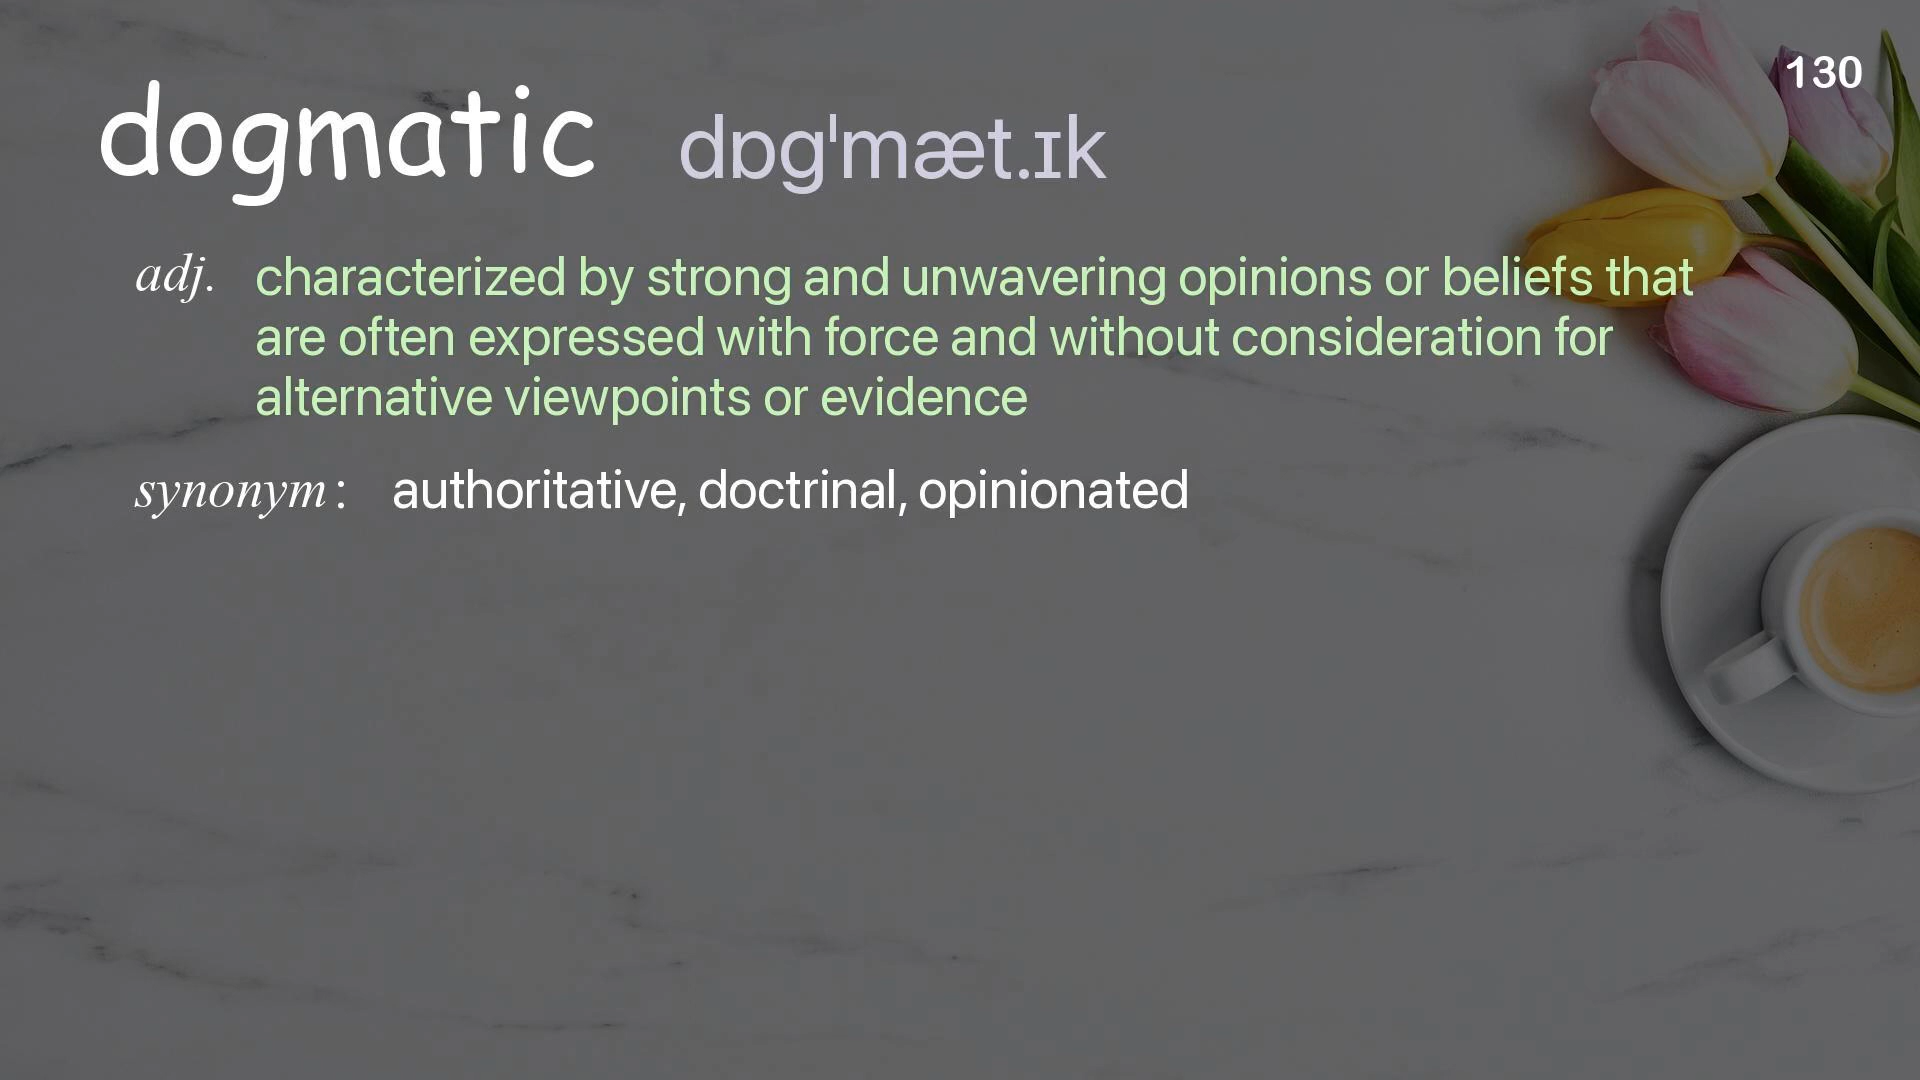 130
dogmatic dɒɡˈmæt.ɪk
adj. characterized by strong and unwavering opinions or beliefs that
are often expressed with force and without consideration for
alternative viewpoints or evidence
synonym: authoritative, doctrinal, opinionated